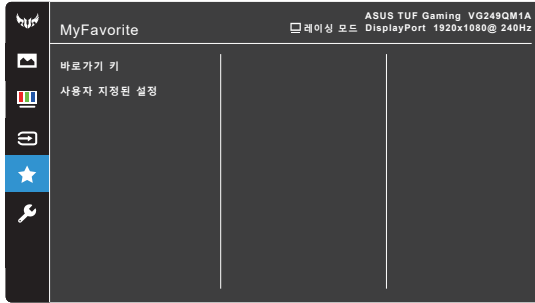 ASUS TUF Gaming VG249QM1A
MyFavorite
레이싱 모드 DisplayPort 1920x1080@ 240Hz
바로가기 키
사용자 지정된 설정